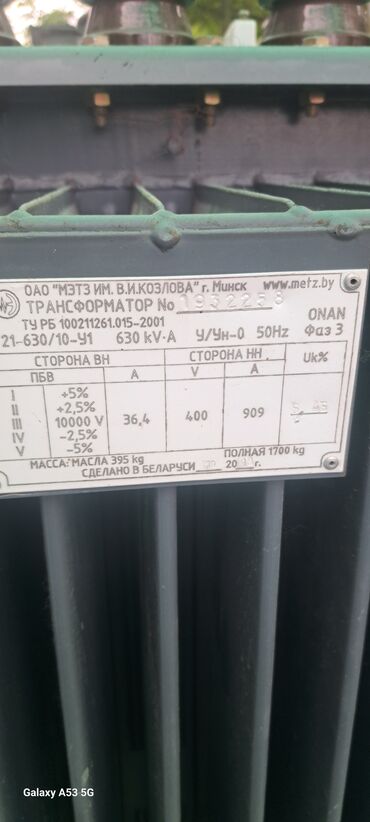 ОАО "МЭТЗ ИМ. В.И.КОЗЛОВА" г. Минск www.metz.by
ТРАНСФОРМАТОР № 1932258
ТУ РБ 100211261.015-2001 ONAN
21-630/10-У1 630 kV·A У/Ун-0 50Hz Фаз 3
СТОРОНА ВН СТОРОНА НН Uk%
ПБВ A V A
I +5%
II +2,5%
III 10000 V 36,4 400 909
IV -2,5%
V -5%
МАССА: МАСЛА 395 kg ПОЛНАЯ 1700 kg
СДЕЛАНО В БЕЛАРУСИ 20 г.
Galaxy A53 5G